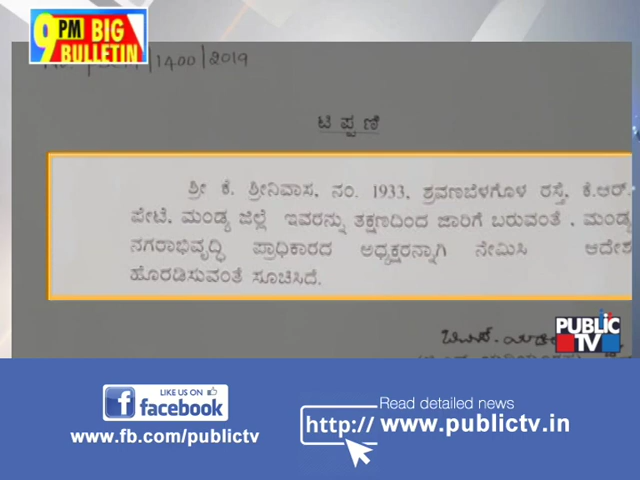 9 PM BIG
BULLETIN
1400/2019
ಟಿಪ್ಪಣಿ
ಶ್ರೀ ಕೆ. ಶ್ರೀನಿವಾಸ, ನಂ. 1933, ಶ್ರವಣಬೆಳಗೊಳ ರಸ್ತೆ, ಕೆ.ಆರ್.
ಪೇಟೆ, ಮಂಡ್ಯ ಜಿಲ್ಲೆ ಇವರನ್ನು ತಕ್ಷಣದಿಂದ ಜಾರಿಗೆ ಬರುವಂತೆ , ಮಂಡ್ಯ
ನಗರಾಭಿವೃದ್ಧಿ ಪ್ರಾಧಿಕಾರದ ಅಧ್ಯಕ್ಷರನ್ನಾಗಿ ನೇಮಿಸಿ ಆದೇಶ
ಹೊರಡಿಸುವಂತೆ ಸೂಚಿಸಿದೆ.
PUBLIC
TV
LIKE US ON
facebook
www.fb.com/publictv
Read detailed news
http:// www.publictv.in